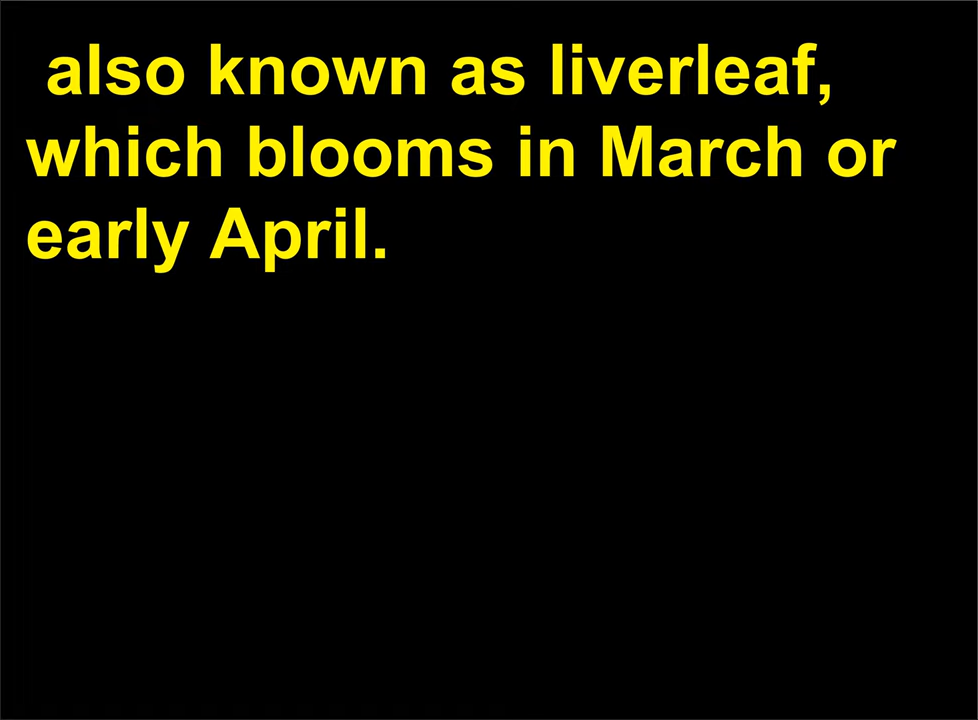 also known as liverleaf,
which blooms in March or
early April.